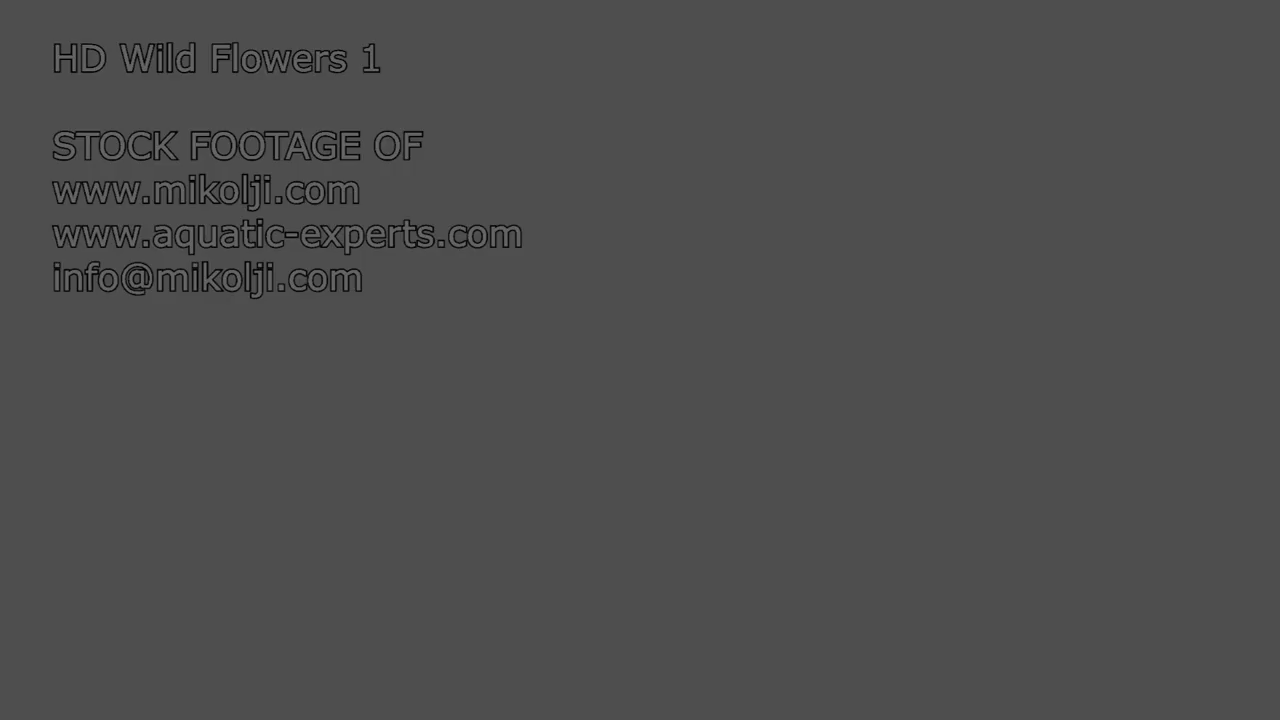 HD Wild Flowers 1
STOCK FOOTAGE OF
www.mikolji.com
www.aquatic-experts.com
info@mikolji.com